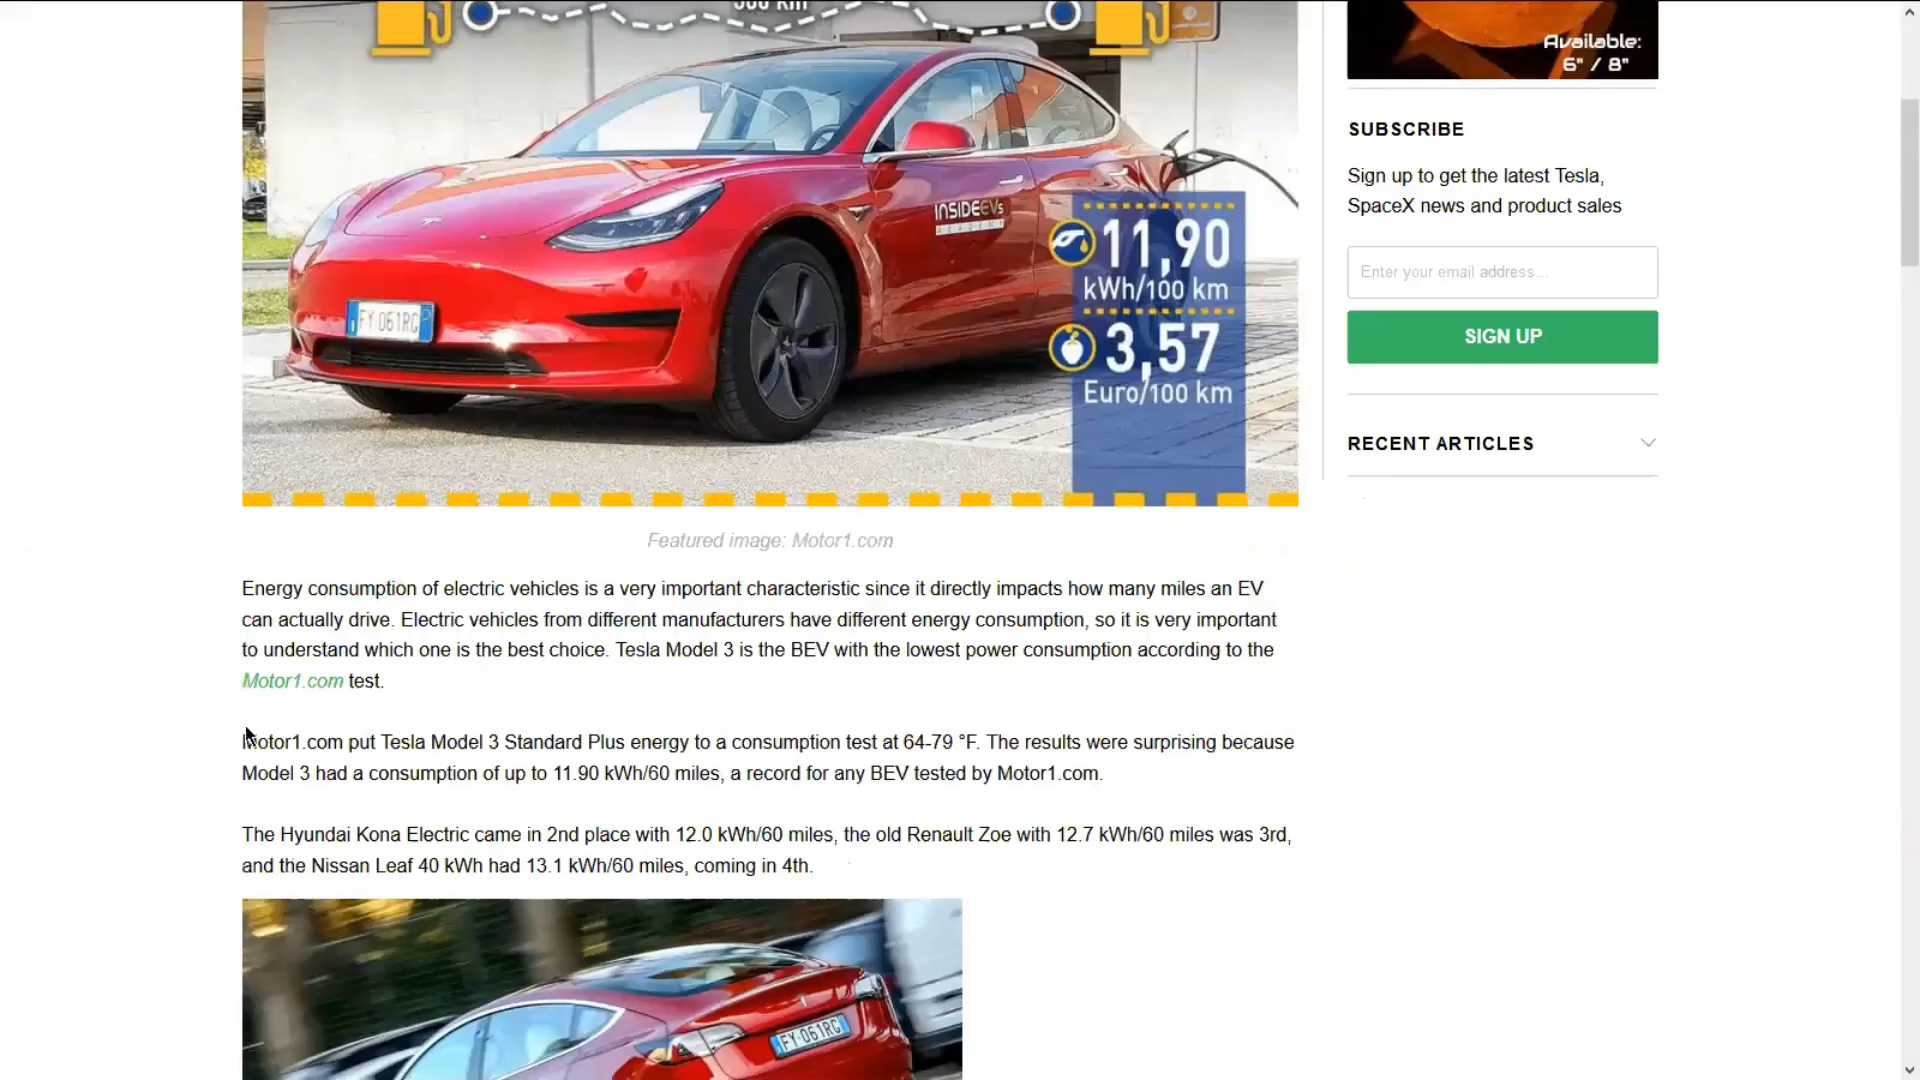 Available:
6" / 8"
INSIDEEVs
FY 061RG
11,90
kWh/100 km
3,57
Euro/100 km
SUBSCRIBE
Sign up to get the latest Tesla,
SpaceX news and product sales
Enter your email address...
SIGN UP
RECENT ARTICLES
Featured image: Motor1.com
Energy consumption of electric vehicles is a very important characteristic since it directly impacts how many miles an EV
can actually drive. Electric vehicles from different manufacturers have different energy consumption, so it is very important
to understand which one is the best choice. Tesla Model 3 is the BEV with the lowest power consumption according to the
Motor1.com test.
Motor1.com put Tesla Model 3 Standard Plus energy to a consumption test at 64-79 °F. The results were surprising because
Model 3 had a consumption of up to 11.90 kWh/60 miles, a record for any BEV tested by Motor1.com.
The Hyundai Kona Electric came in 2nd place with 12.0 kWh/60 miles, the old Renault Zoe with 12.7 kWh/60 miles was 3rd,
and the Nissan Leaf 40 kWh had 13.1 kWh/60 miles, coming in 4th.
FY 061RG